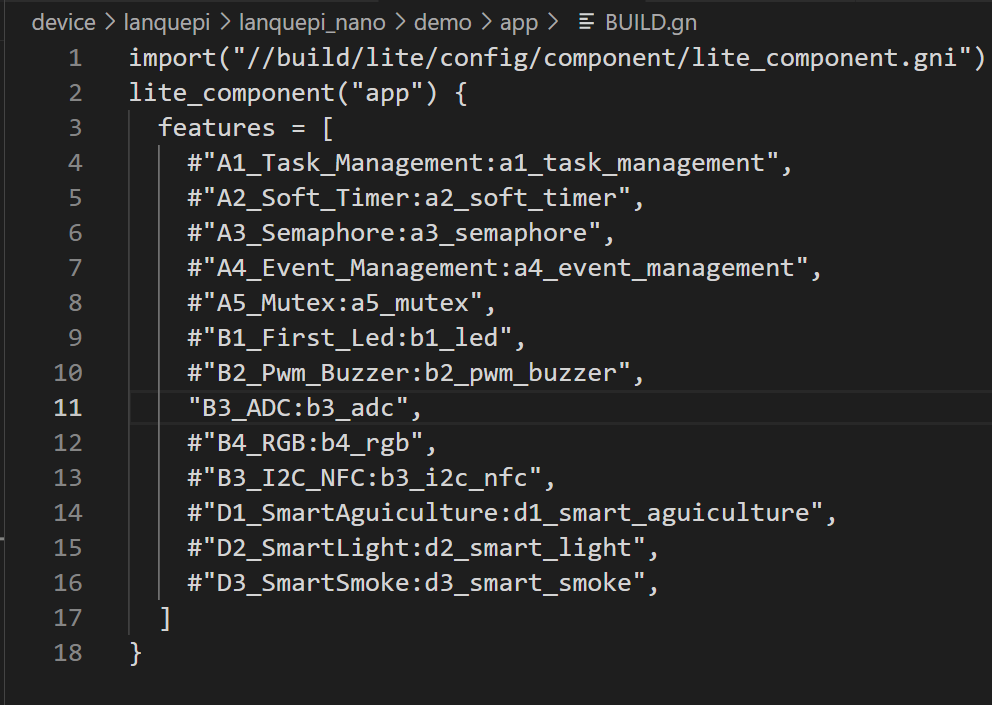 device > lanquepi > lanquepi_nano > demo > app > BUILD.gn
1 import("//build/lite/config/component/lite_component.gni")
2 lite_component("app") {
3   features = [
4     #"A1_Task_Management:a1_task_management",
5     #"A2_Soft_Timer:a2_soft_timer",
6     #"A3_Semaphore:a3_semaphore",
7     #"A4_Event_Management:a4_event_management",
8     #"A5_Mutex:a5_mutex",
9     #"B1_First_Led:b1_led",
10     #"B2_Pwm_Buzzer:b2_pwm_buzzer",
11     "B3_ADC:b3_adc",
12     #"B4_RGB:b4_rgb",
13     #"B3_I2C_NFC:b3_i2c_nfc",
14     #"D1_SmartAguiculture:d1_smart_aguiculture",
15     #"D2_SmartLight:d2_smart_light",
16     #"D3_SmartSmoke:d3_smart_smoke",
17   ]
18 }